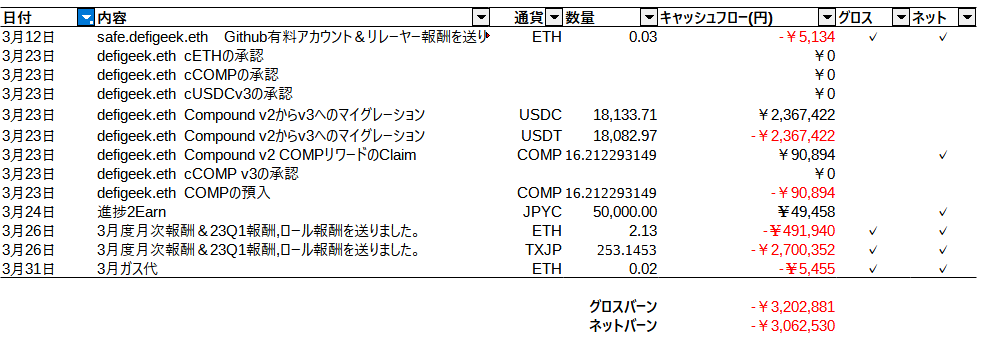 日付 内容 通貨 数量 キャッシュフロー(円) グロス ネット
3月12日 safe.defigeek.eth Github有料アカウント＆リレーヤー報酬を送り ETH 0.03 -￥5,134 ✓ ✓
3月23日 defigeek.eth cETHの承認 ￥0
3月23日 defigeek.eth cCOMPの承認 ￥0
3月23日 defigeek.eth cUSDCv3の承認 ￥0
3月23日 defigeek.eth Compound v2からv3へのマイグレーション USDC 18,133.71 ￥2,367,422
3月23日 defigeek.eth Compound v2からv3へのマイグレーション USDT 18,082.97 -￥2,367,422
3月23日 defigeek.eth Compound v2 COMPリワードのClaim COMP 16.212293149 ￥90,894 ✓
3月23日 defigeek.eth cCOMP v3の承認 ￥0
3月23日 defigeek.eth COMPの預入 COMP 16.212293149 -￥90,894
3月24日 進捗2Earn JPYC 50,000.00 ￥49,458 ✓
3月26日 3月度月次報酬＆23Q1報酬,ロール報酬を送りました。 ETH 2.13 -￥491,940 ✓ ✓
3月26日 3月度月次報酬＆23Q1報酬,ロール報酬を送りました。 TXJP 253.1453 -￥2,700,352 ✓ ✓
3月31日 3月ガス代 ETH 0.02 -￥5,455 ✓ ✓
グロスバーン -￥3,202,881
ネットバーン -￥3,062,530